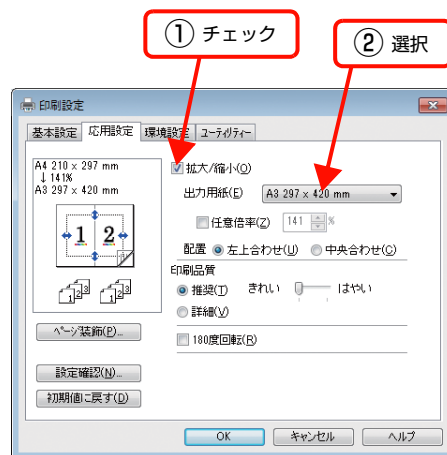 ① チェック
② 選択
印刷設定
基本設定 応用設定 環境設定 ユーティリティー
A4 210 x 297 mm
↓ 141%
A3 297 x 420 mm
1 2
1 2 3 1 2 3
ページ装飾(P)...
設定確認(N)...
初期値に戻す(D)
拡大/縮小(O)
出力用紙(E) A3 297 x 420 mm
任意倍率(Z) 141 %
配置 左上合わせ(U) 中央合わせ(C)
印刷品質
推奨(T) きれい はやい
詳細(V)
180度回転(R)
OK キャンセル ヘルプ